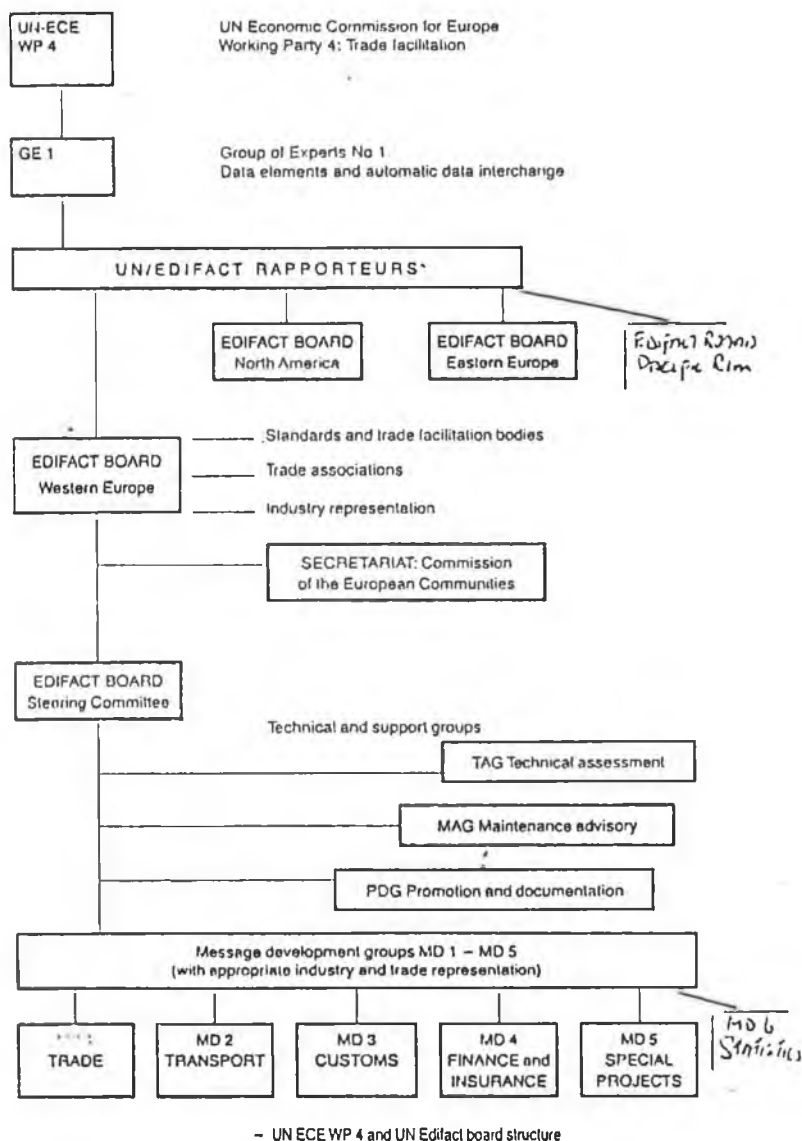 UN-ECE
WP 4
UN Economic Commission for Europe
Working Party 4: Trade facilitation
GE 1
Group of Experts No 1
Data elements and automatic data interchange
UN/EDIFACT RAPPORTEURS*
EDIFACT BOARD
North America
EDIFACT BOARD
Eastern Europe
Rim
EDIFACT BOARD
Western Europe
Standards and trade facilitation bodies
Trade associations
Industry representation
SECRETARIAT: Commission
of the European Communities
EDIFACT BOARD
Steering Committee
Technical and support groups
TAG Technical assessment
MAG Maintenance advisory
PDG Promotion and documentation
Message development groups MD 1 – MD 5
(with appropriate industry and trade representation)
TRADE
MD 2
TRANSPORT
MD 3
CUSTOMS
MD 4
FINANCE and
INSURANCE
MD 5
SPECIAL
PROJECTS
MD 6
Statistics
– UN ECE WP 4 and UN Edifact board structure